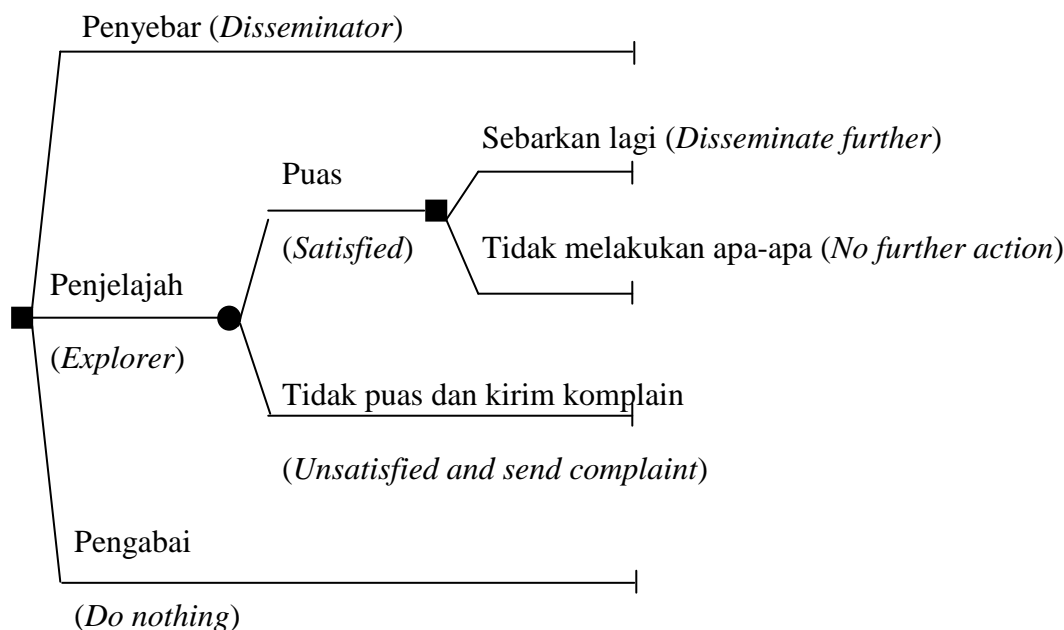 Penyebar (Disseminator)
Sebarkan lagi (Disseminate further)
Puas
(Satisfied)
Tidak melakukan apa-apa (No further action)
Penjelajah
(Explorer)
Tidak puas dan kirim komplain
(Unsatisfied and send complaint)
Pengabai
(Do nothing)